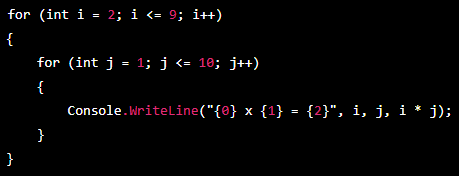 for (int i = 2; i <= 9; i++)
{
    for (int j = 1; j <= 10; j++)
    {
        Console.WriteLine("{0} x {1} = {2}", i, j, i * j);
    }
}